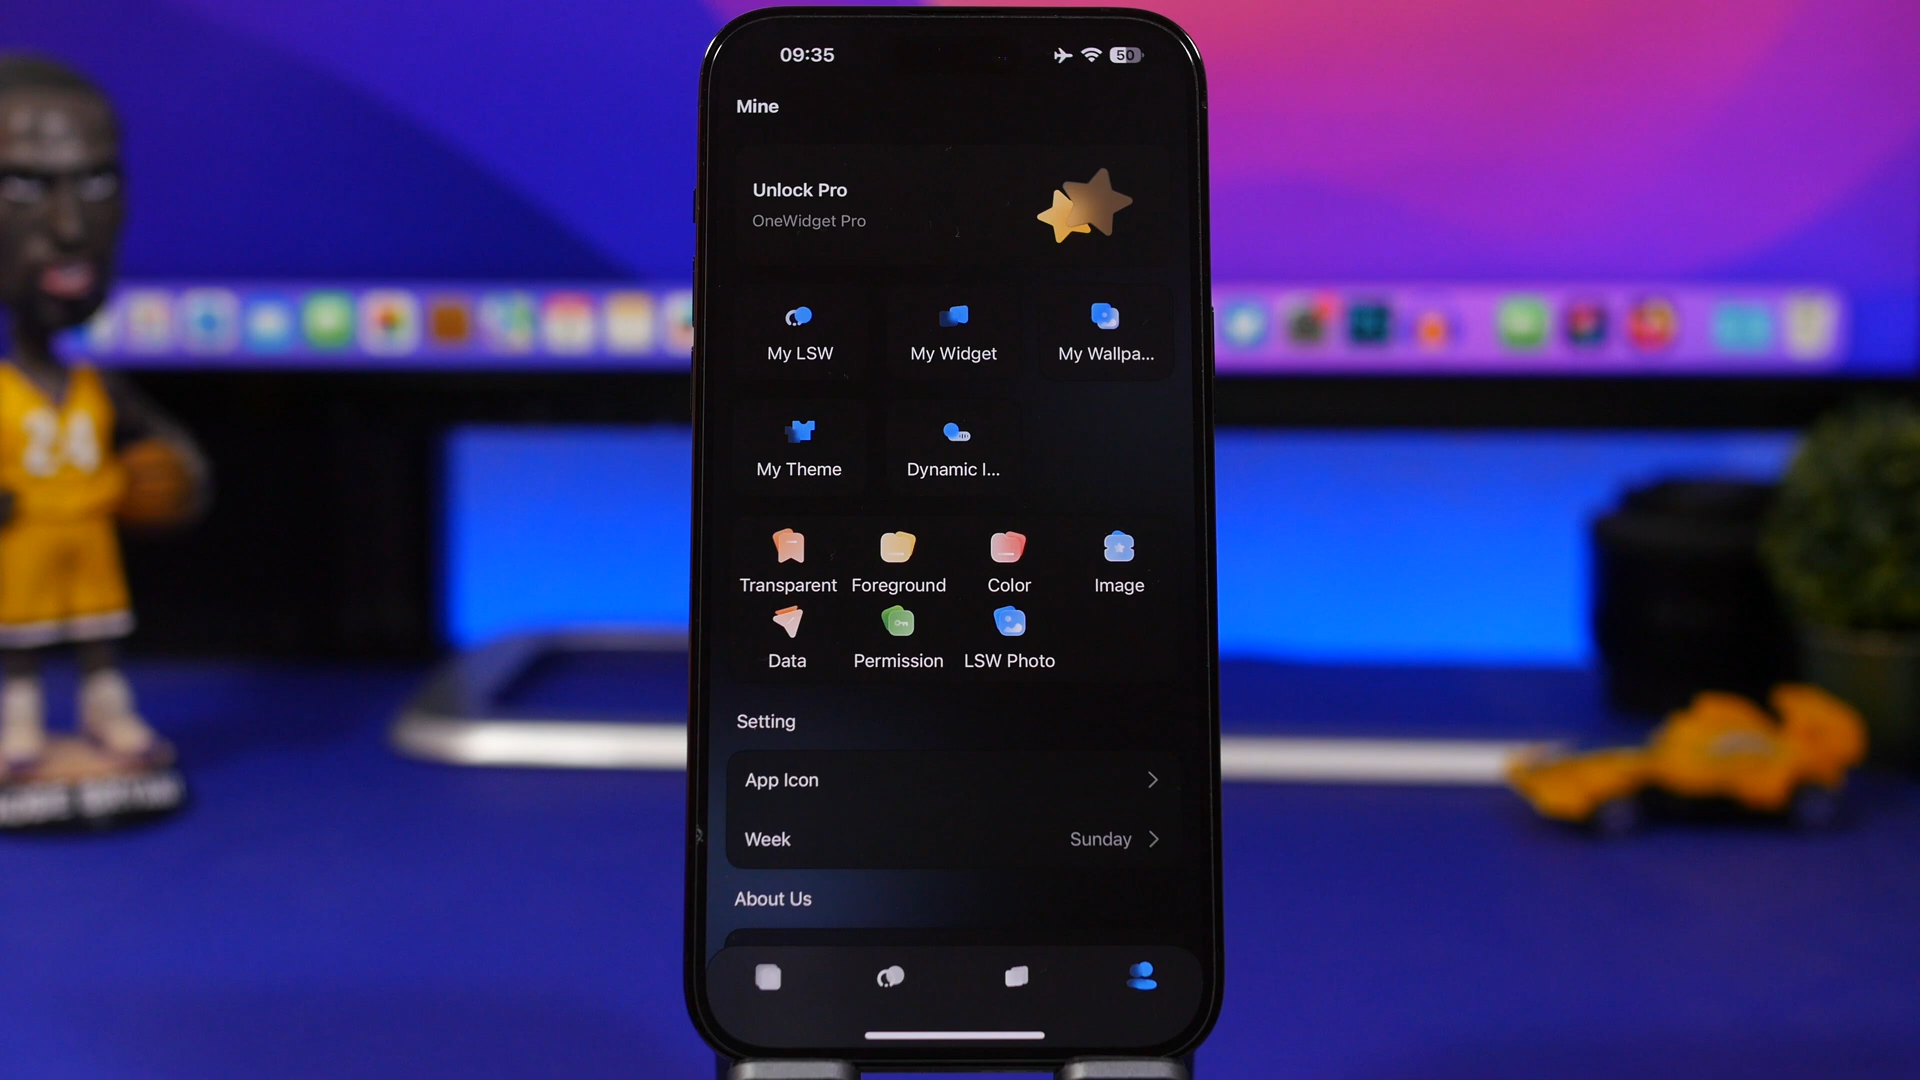 09:35
50
Mine
Unlock Pro
OneWidget Pro
My LSW
My Widget
My Wallpa...
My Theme
Dynamic I...
Transparent
Foreground
Color
Image
Data
Permission
LSW Photo
Setting
App Icon
Week
Sunday
About Us
24